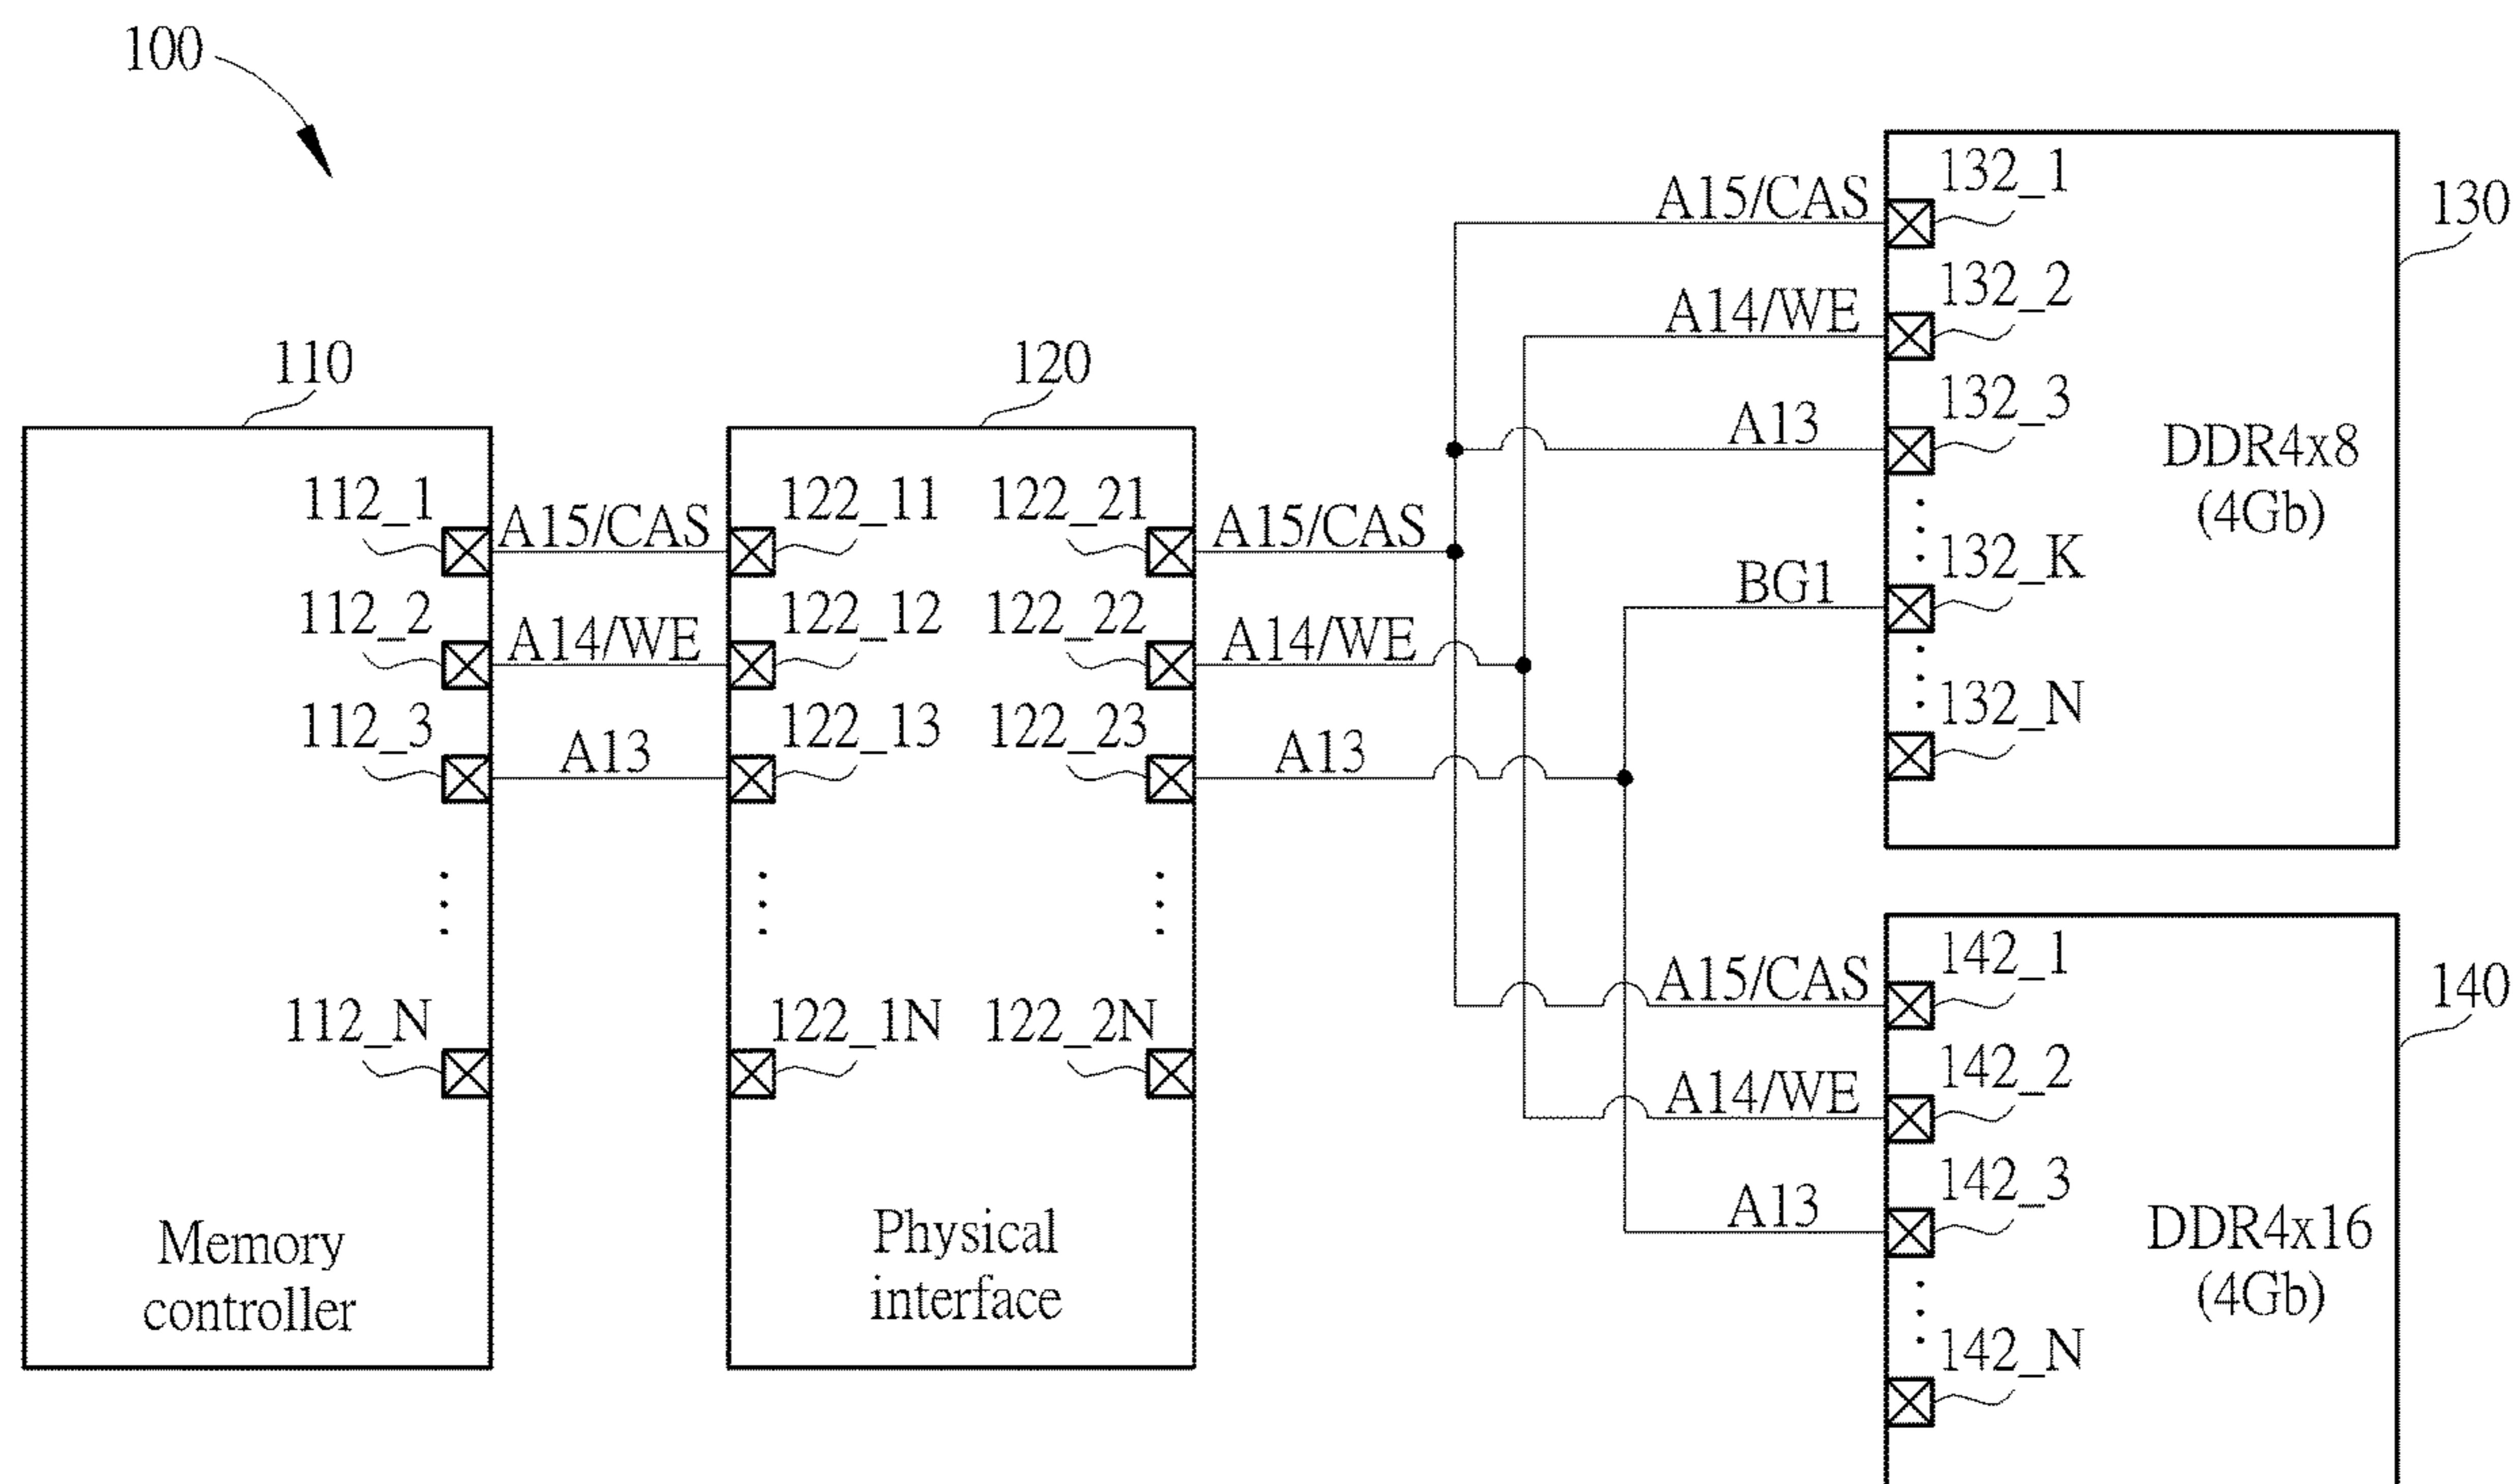 100
110
112_1
112_2
112_3
112_N
Memory
controller
A15/CAS
A14/WE
A13
120
122_11
122_12
122_13
122_1N
122_21
122_22
122_23
122_2N
Physical
interface
A15/CAS
A14/WE
A13
A15/CAS
A14/WE
A13
BG1
130
132_1
132_2
132_3
132_K
132_N
DDR4x8
(4Gb)
A15/CAS
A14/WE
A13
140
142_1
142_2
142_3
142_N
DDR4x16
(4Gb)